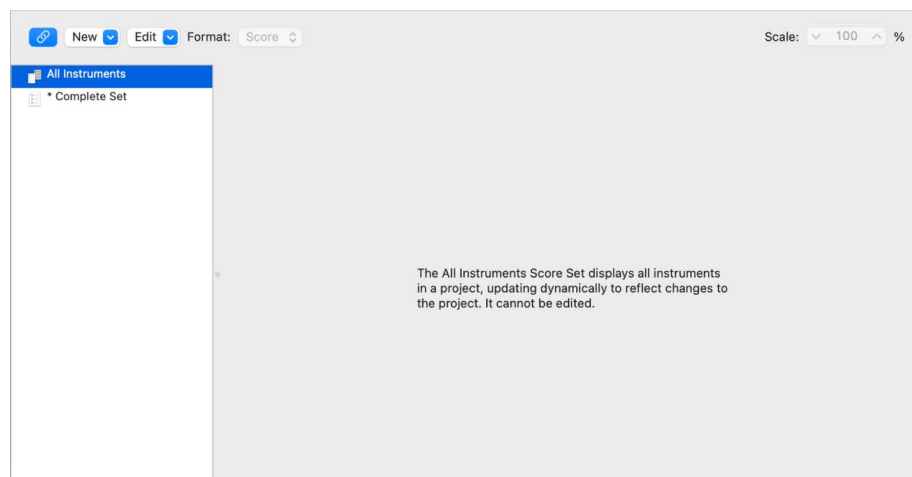 New Edit Format: Score Scale: 100 %
All Instruments
* Complete Set
The All Instruments Score Set displays all instruments
in a project, updating dynamically to reflect changes to
the project. It cannot be edited.